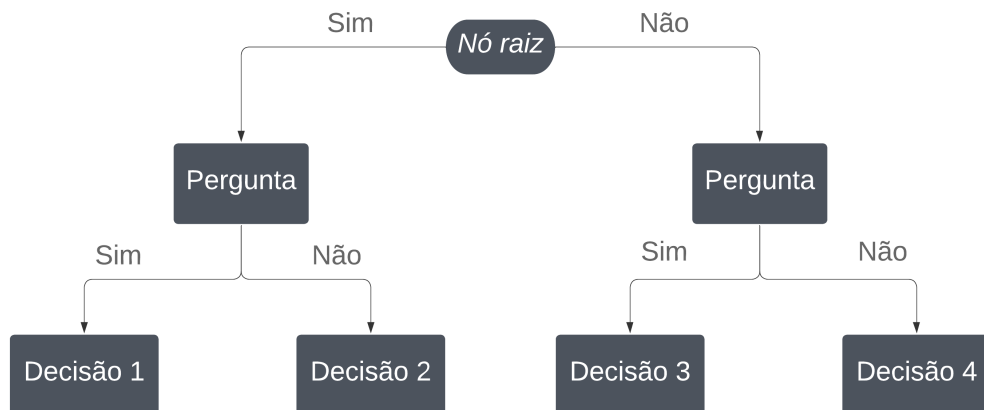 Sim
Nó raiz
Não
Pergunta
Pergunta
Sim
Não
Sim
Não
Decisão 1
Decisão 2
Decisão 3
Decisão 4